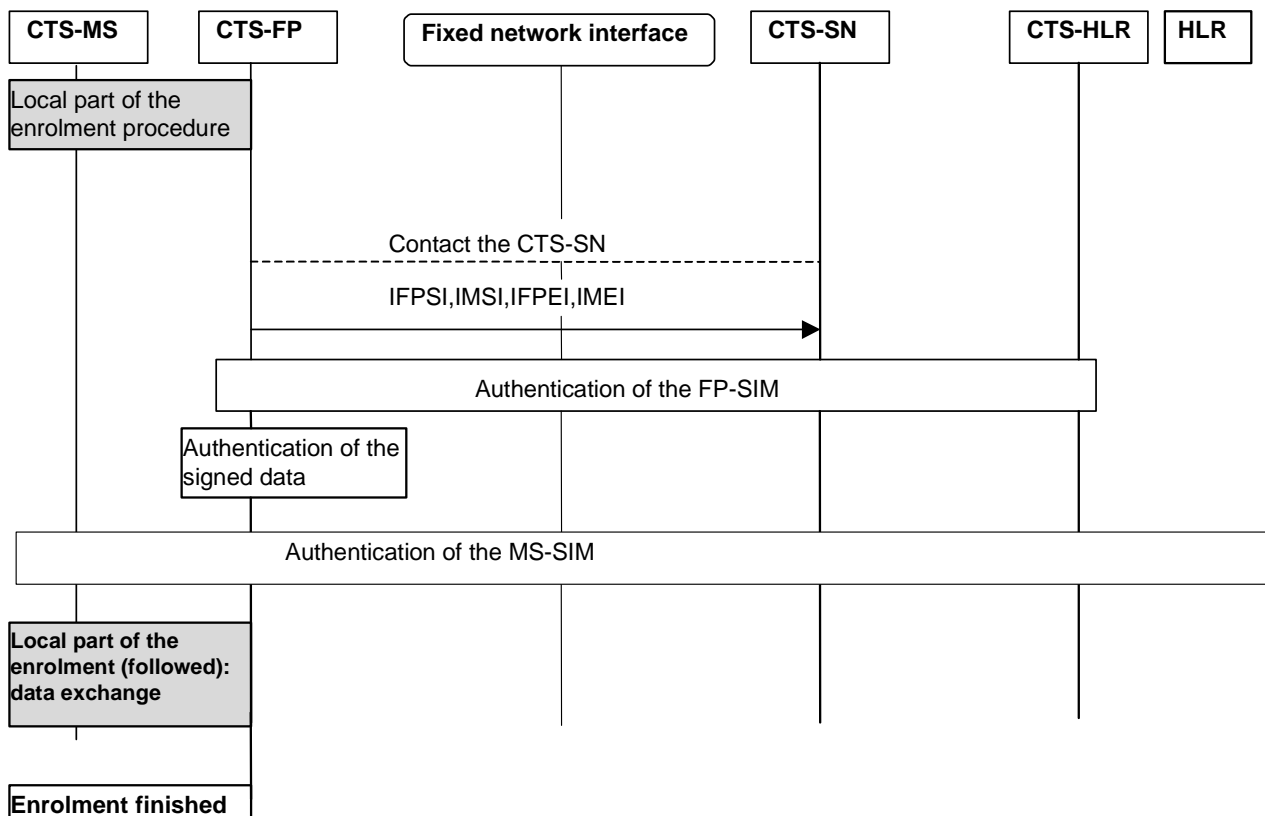 CTS-MS
CTS-FP
Fixed network interface
CTS-SN
CTS-HLR
HLR
Local part of the
enrolment procedure
Contact the CTS-SN
IFPSI,IMSI,IFPEI,IMEI
Authentication of the FP-SIM
Authentication of the
signed data
Authentication of the MS-SIM
Local part of the
enrolment (followed):
data exchange
Enrolment finished